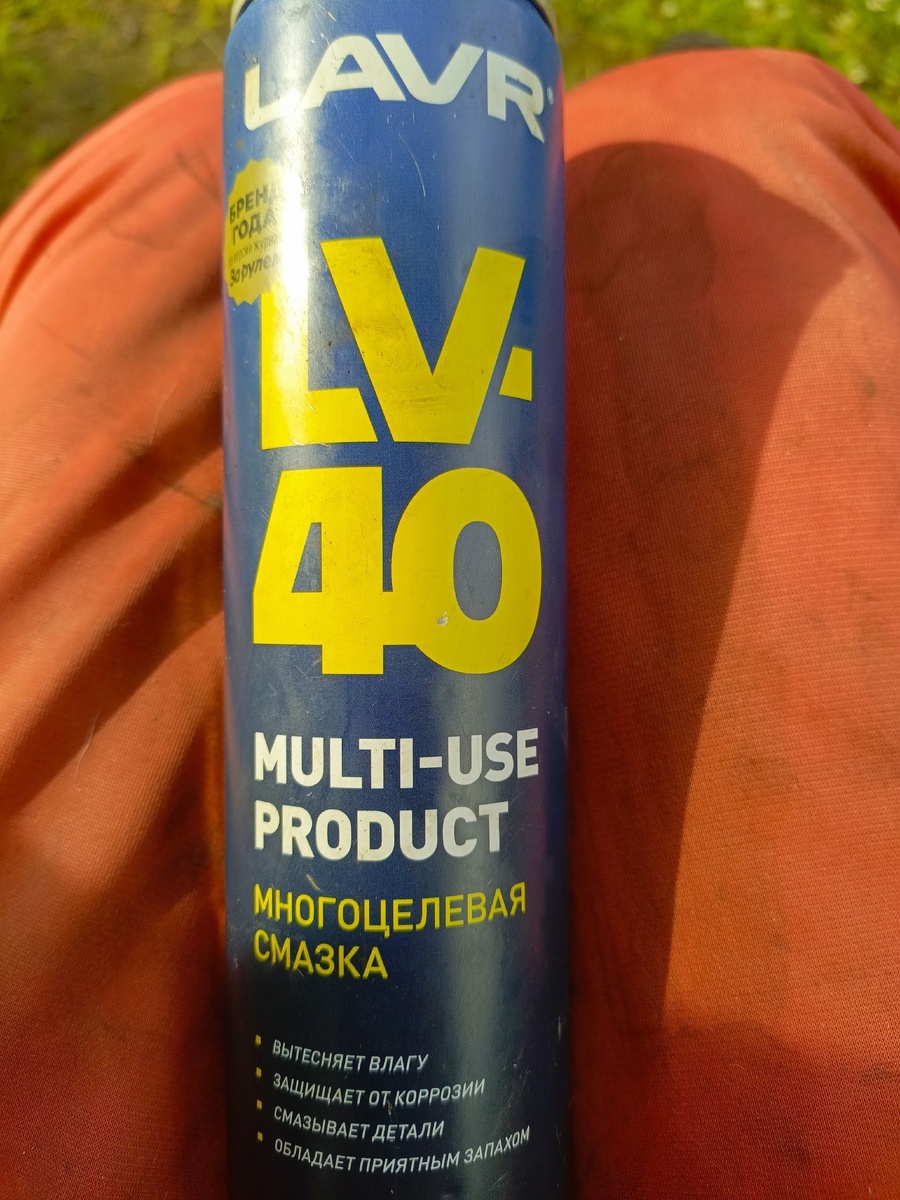 LAVR®
БРЕНД
ГОДА
За рулем
LV-
40
MULTI-USE
PRODUCT
МНОГОЦЕЛЕВАЯ
СМАЗКА
ВЫТЕСНЯЕТ ВЛАГУ
ЗАЩИЩАЕТ ОТ КОРРОЗИИ
СМАЗЫВАЕТ ДЕТАЛИ
ОБЛАДАЕТ ПРИЯТНЫМ ЗАПАХОМ